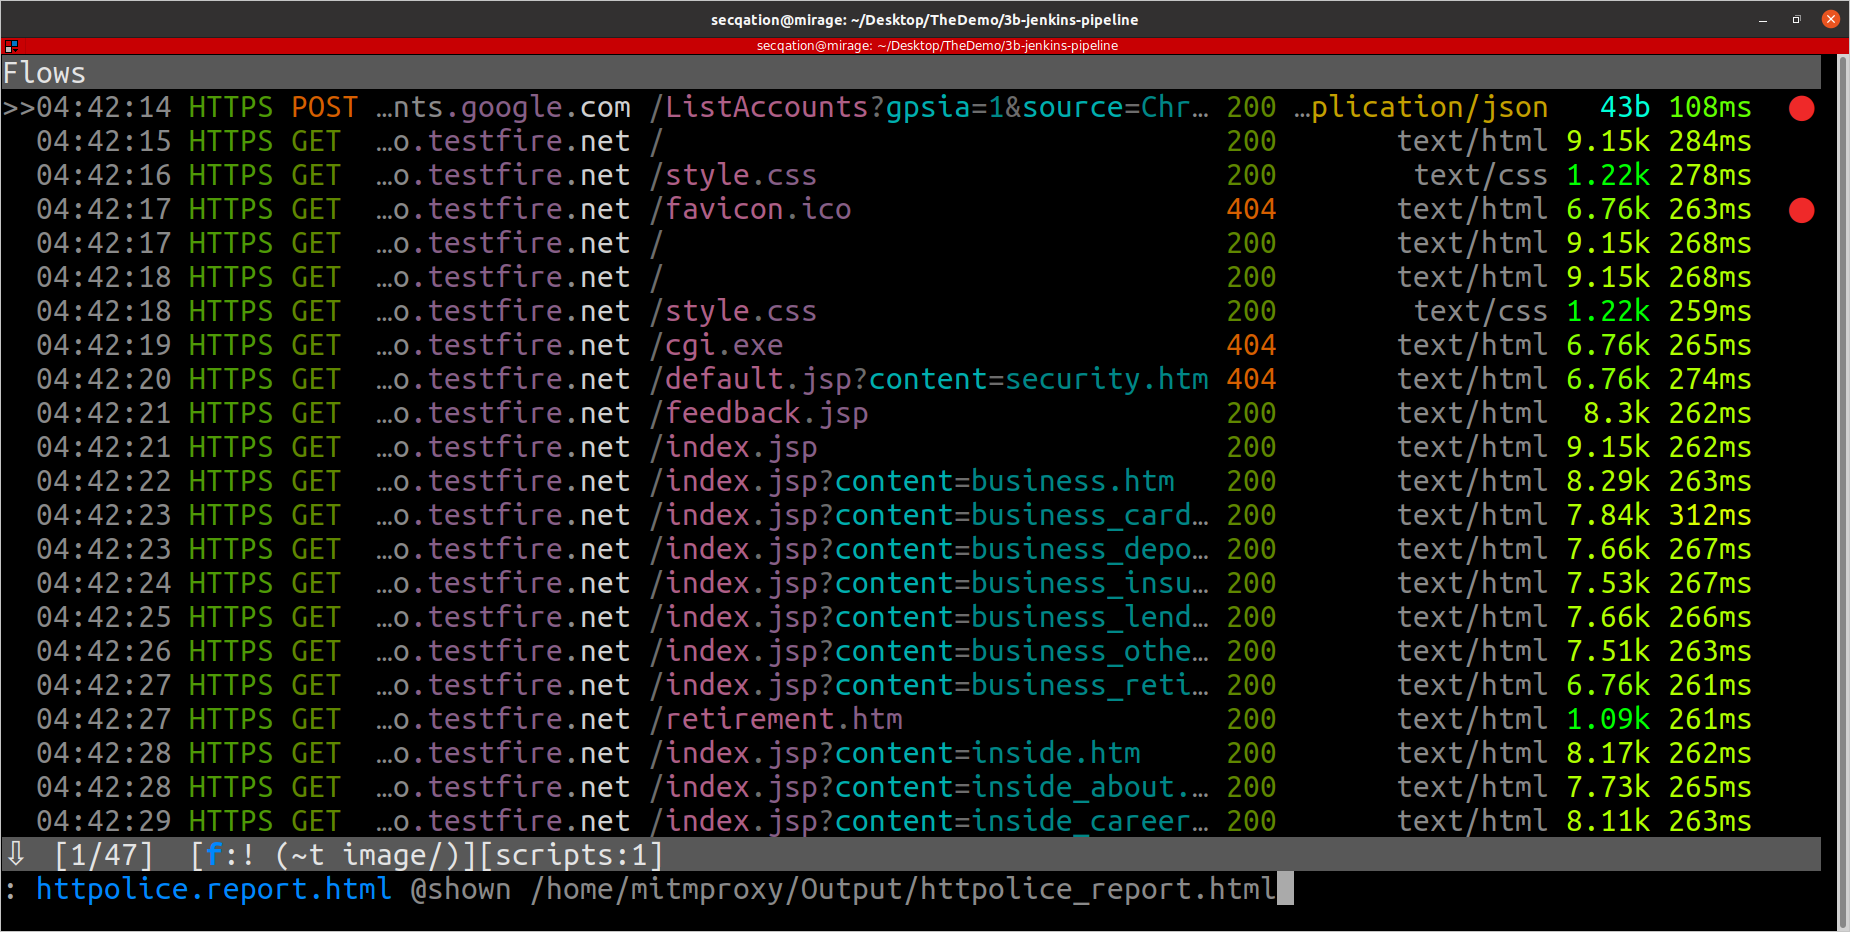 secqation@mirage: ~/Desktop/TheDemo/3b-jenkins-pipeline
secqation@mirage: ~/Desktop/TheDemo/3b-jenkins-pipeline
Flows
>>04:42:14 HTTPS POST …nts.google.com /ListAccounts?gpsia=1&source=Chr… 200 …plication/json 43b 108ms
04:42:15 HTTPS GET …o.testfire.net / 200 text/html 9.15k 284ms
04:42:16 HTTPS GET …o.testfire.net /style.css 200 text/css 1.22k 278ms
04:42:17 HTTPS GET …o.testfire.net /favicon.ico 404 text/html 6.76k 263ms
04:42:17 HTTPS GET …o.testfire.net / 200 text/html 9.15k 268ms
04:42:18 HTTPS GET …o.testfire.net / 200 text/html 9.15k 268ms
04:42:18 HTTPS GET …o.testfire.net /style.css 200 text/css 1.22k 259ms
04:42:19 HTTPS GET …o.testfire.net /cgi.exe 404 text/html 6.76k 265ms
04:42:20 HTTPS GET …o.testfire.net /default.jsp?content=security.htm 404 text/html 6.76k 274ms
04:42:21 HTTPS GET …o.testfire.net /feedback.jsp 200 text/html 8.3k 262ms
04:42:21 HTTPS GET …o.testfire.net /index.jsp 200 text/html 9.15k 262ms
04:42:22 HTTPS GET …o.testfire.net /index.jsp?content=business.htm 200 text/html 8.29k 263ms
04:42:23 HTTPS GET …o.testfire.net /index.jsp?content=business_card… 200 text/html 7.84k 312ms
04:42:23 HTTPS GET …o.testfire.net /index.jsp?content=business_depo… 200 text/html 7.66k 267ms
04:42:24 HTTPS GET …o.testfire.net /index.jsp?content=business_insu… 200 text/html 7.53k 267ms
04:42:25 HTTPS GET …o.testfire.net /index.jsp?content=business_lend… 200 text/html 7.66k 266ms
04:42:26 HTTPS GET …o.testfire.net /index.jsp?content=business_othe… 200 text/html 7.51k 263ms
04:42:27 HTTPS GET …o.testfire.net /index.jsp?content=business_reti… 200 text/html 6.76k 261ms
04:42:27 HTTPS GET …o.testfire.net /retirement.htm 200 text/html 1.09k 261ms
04:42:28 HTTPS GET …o.testfire.net /index.jsp?content=inside.htm 200 text/html 8.17k 262ms
04:42:28 HTTPS GET …o.testfire.net /index.jsp?content=inside_about.… 200 text/html 7.73k 265ms
04:42:29 HTTPS GET …o.testfire.net /index.jsp?content=inside_career… 200 text/html 8.11k 263ms
⇩ [1/47] [f:! (~t image/)][scripts:1]
: httpolice.report.html @shown /home/mitmproxy/Output/httpolice_report.html